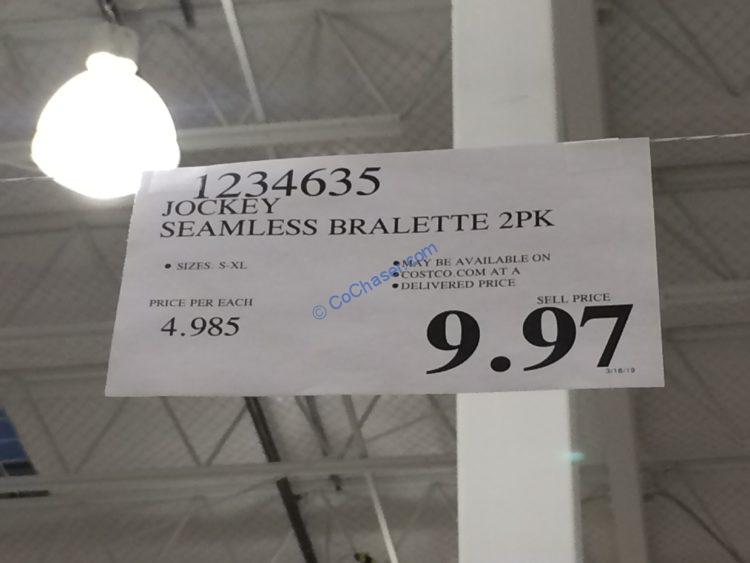 1234635
JOCKEY
SEAMLESS BRALETTE 2PK
• SIZES: S-XL
• MAY BE AVAILABLE ON
• COSTCO.COM AT A
• DELIVERED PRICE
PRICE PER EACH
4.985
SELL PRICE
9.97
3/18/19
© CoChaser.com